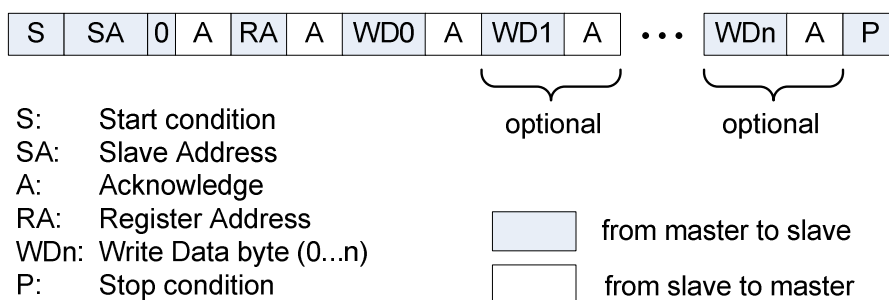 S SA 0 A RA A WD0 A WD1 A • • • WDn A P
optional optional
S: Start condition
SA: Slave Address
A: Acknowledge
RA: Register Address
WDn: Write Data byte (0...n)
P: Stop condition
from master to slave
from slave to master